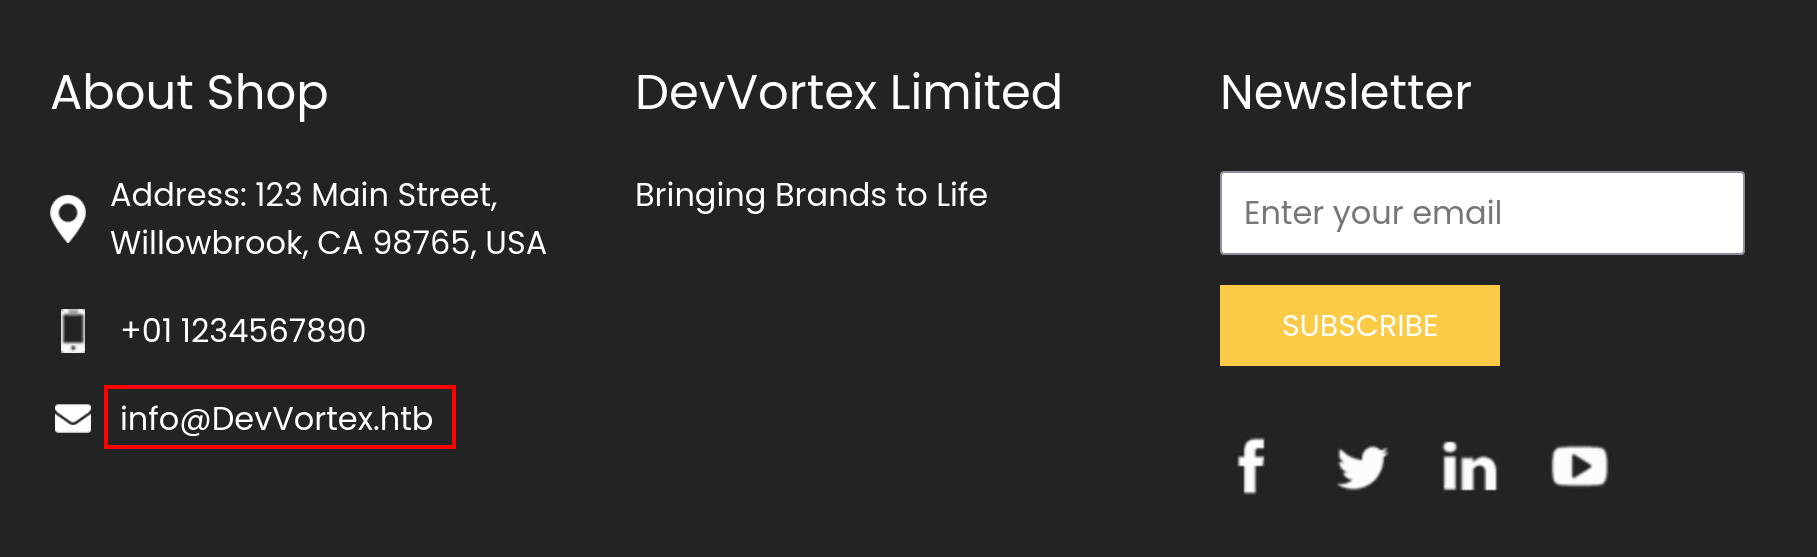 About Shop
Address: 123 Main Street,
Willowbrook, CA 98765, USA
+01 1234567890
info@DevVortex.htb
DevVortex Limited
Bringing Brands to Life
Newsletter
Enter your email
SUBSCRIBE